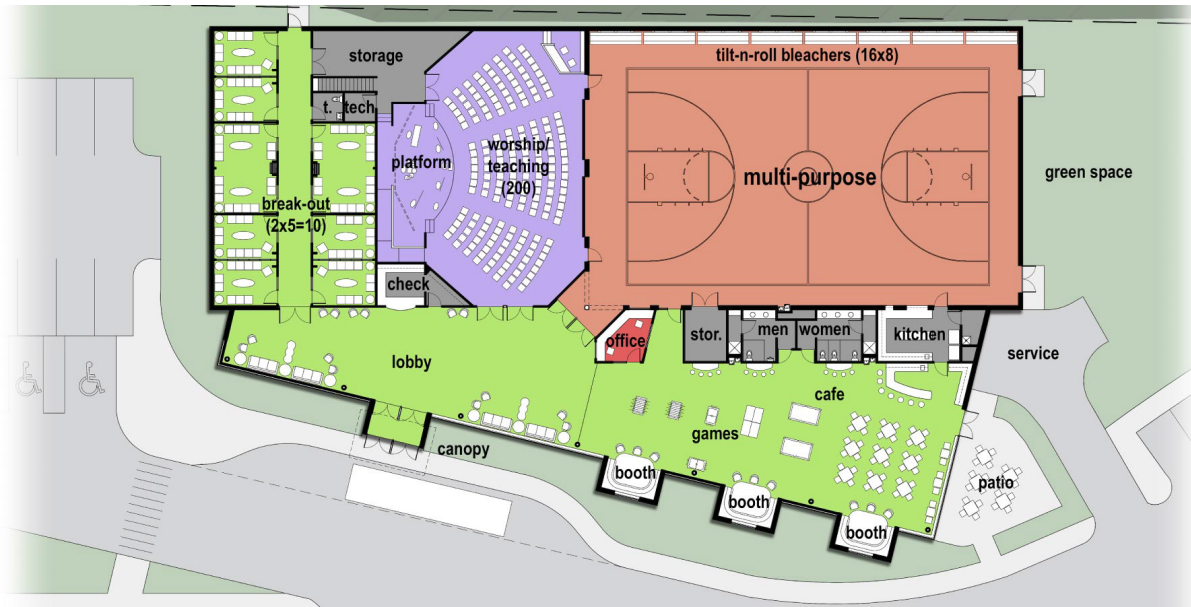 storage
tilt-n-roll bleachers (16x8)
t.
tech
platform
worship/
teaching
(200)
multi-purpose
green space
break-out
(2x5=10)
check
office
stor.
men
women
kitchen
service
lobby
cafe
games
canopy
booth
booth
booth
patio